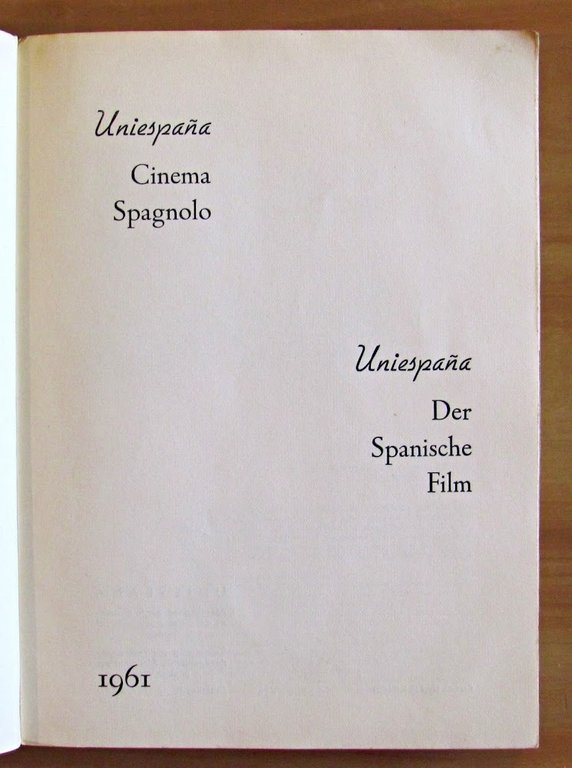 Uniespaña
Cinema
Spagnolo
Uniespaña
Der
Spanische
Film
1961